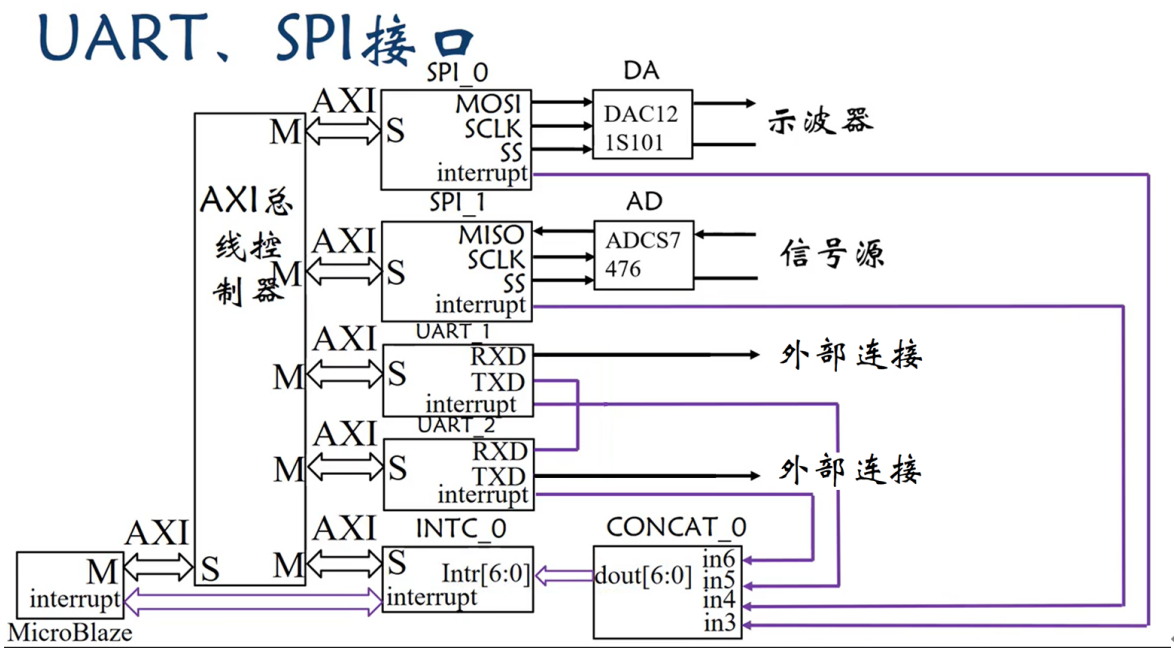 UART、SPI接口
SPI_0
DA
AXI
M
S
MOSI
SCLK
SS
interrupt
DAC12
1S101
示波器
AXI总
线控
制器
SPI_1
AD
AXI
M
S
MISO
SCLK
SS
interrupt
ADCS7
476
信号源
UART_1
AXI
M
S
RXD
TXD
interrupt
外部连接
UART_2
AXI
M
S
RXD
TXD
interrupt
外部连接
INTC_0
CONCAT_0
AXI
M
S
Intr[6:0]
interrupt
dout[6:0]
in6
in5
in4
in3
AXI
M
S
interrupt
MicroBlaze